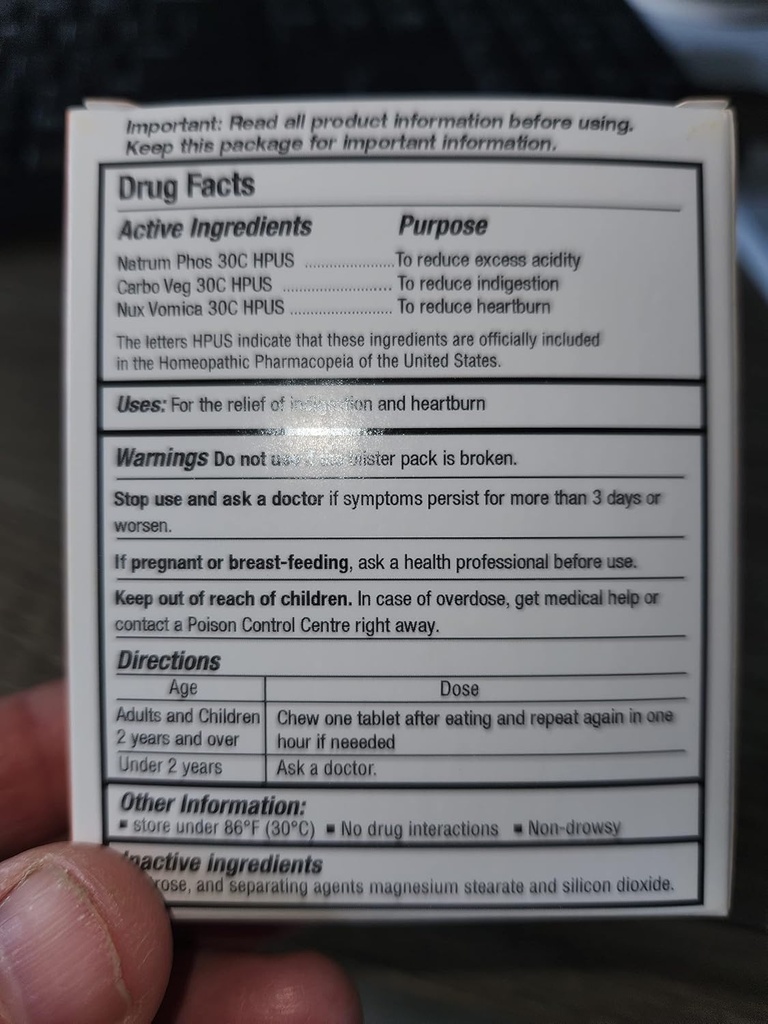 Important: Read all product information before using.
Keep this package for important information.
Drug Facts
Active Ingredients Purpose
Natrum Phos 30C HPUS ..................To reduce excess acidity
Carbo Veg 30C HPUS ...................... To reduce indigestion
Nux Vomica 30C HPUS .................... To reduce heartburn
The letters HPUS indicate that these ingredients are officially included
in the Homeopathic Pharmacopeia of the United States.
Uses: For the relief of indigestion and heartburn
Warnings Do not pack is broken.
Stop use and ask a doctor if symptoms persist for more than 3 days or
worsen.
If pregnant or breast-feeding, ask a health professional before use.
Keep out of reach of children. In case of overdose, get medical help or
contact a Poison Control Centre right away.
Directions
Age Dose
Adults and Children Chew one tablet after eating and repeat again in one
2 years and over hour if neeeded
Under 2 years Ask a doctor.
Other Information:
▪ store under 86°F (30°C) ▪ No drug interactions ▪ Non-drowsy
Inactive ingredients
and separating agents magnesium stearate and silicon dioxide.